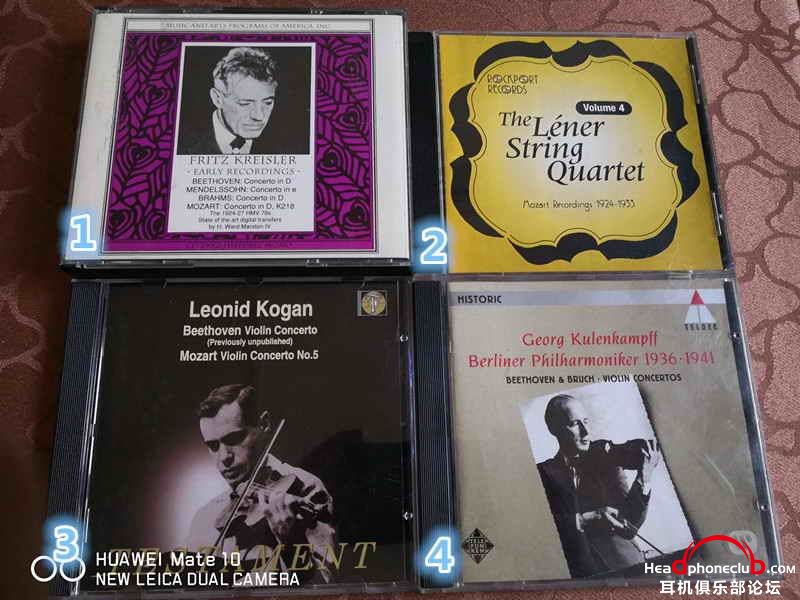 MUSIC AND ARTS PROGRAMS OF AMERICA, INC.
FRITZ KREISLER
· EARLY RECORDINGS ·
BEETHOVEN: Concerto in D
MENDELSSOHN: Concerto in e
BRAHMS: Concerto in D
MOZART: Concerto in D, K218
The 1924-27 HMV 78s
State of the art digital transfers
by H. Ward Marston IV
1
ROCKPORT
RECORDS
Volume 4
The Léner
String
Quartet
Mozart Recordings 1924-1933
2
Leonid Kogan
Beethoven Violin Concerto
(Previously unpublished)
Mozart Violin Concerto No.5
TESTAMENT
3
HISTORIC
TELDEC
Georg Kulenkampff
Berliner Philharmoniker 1936·1941
BEETHOVEN & BRUCH · VIOLIN CONCERTOS
TELE
FUN
KEN
4
HUAWEI Mate 10
NEW LEICA DUAL CAMERA
Headphoneclub.com
耳机俱乐部论坛